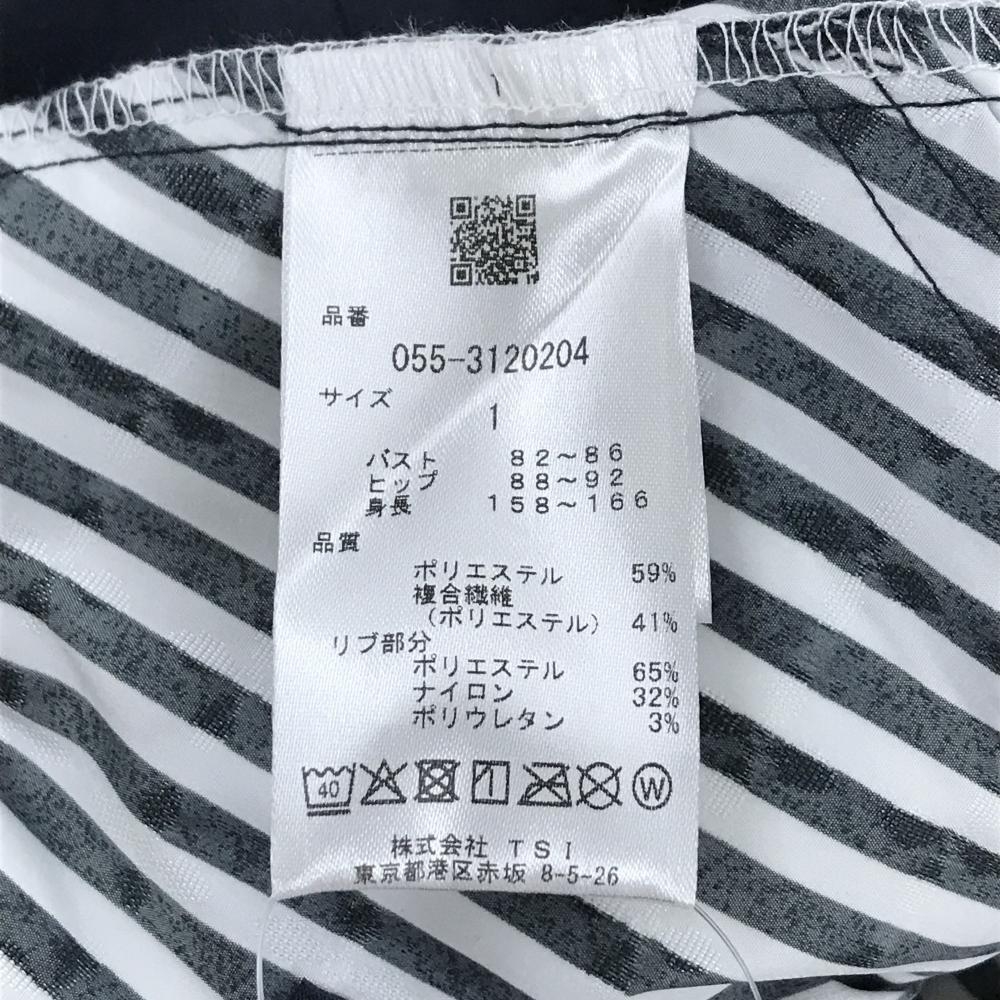 品番
055-3120204
サイズ
1
バスト 82~86
ヒップ 88~92
身長 158~166
品質
ポリエステル 59%
複合繊維
(ポリエステル) 41%
リブ部分
ポリエステル 65%
ナイロン 32%
ポリウレタン 3%
40 W
株式会社 TSI
東京都港区赤坂 8-5-26